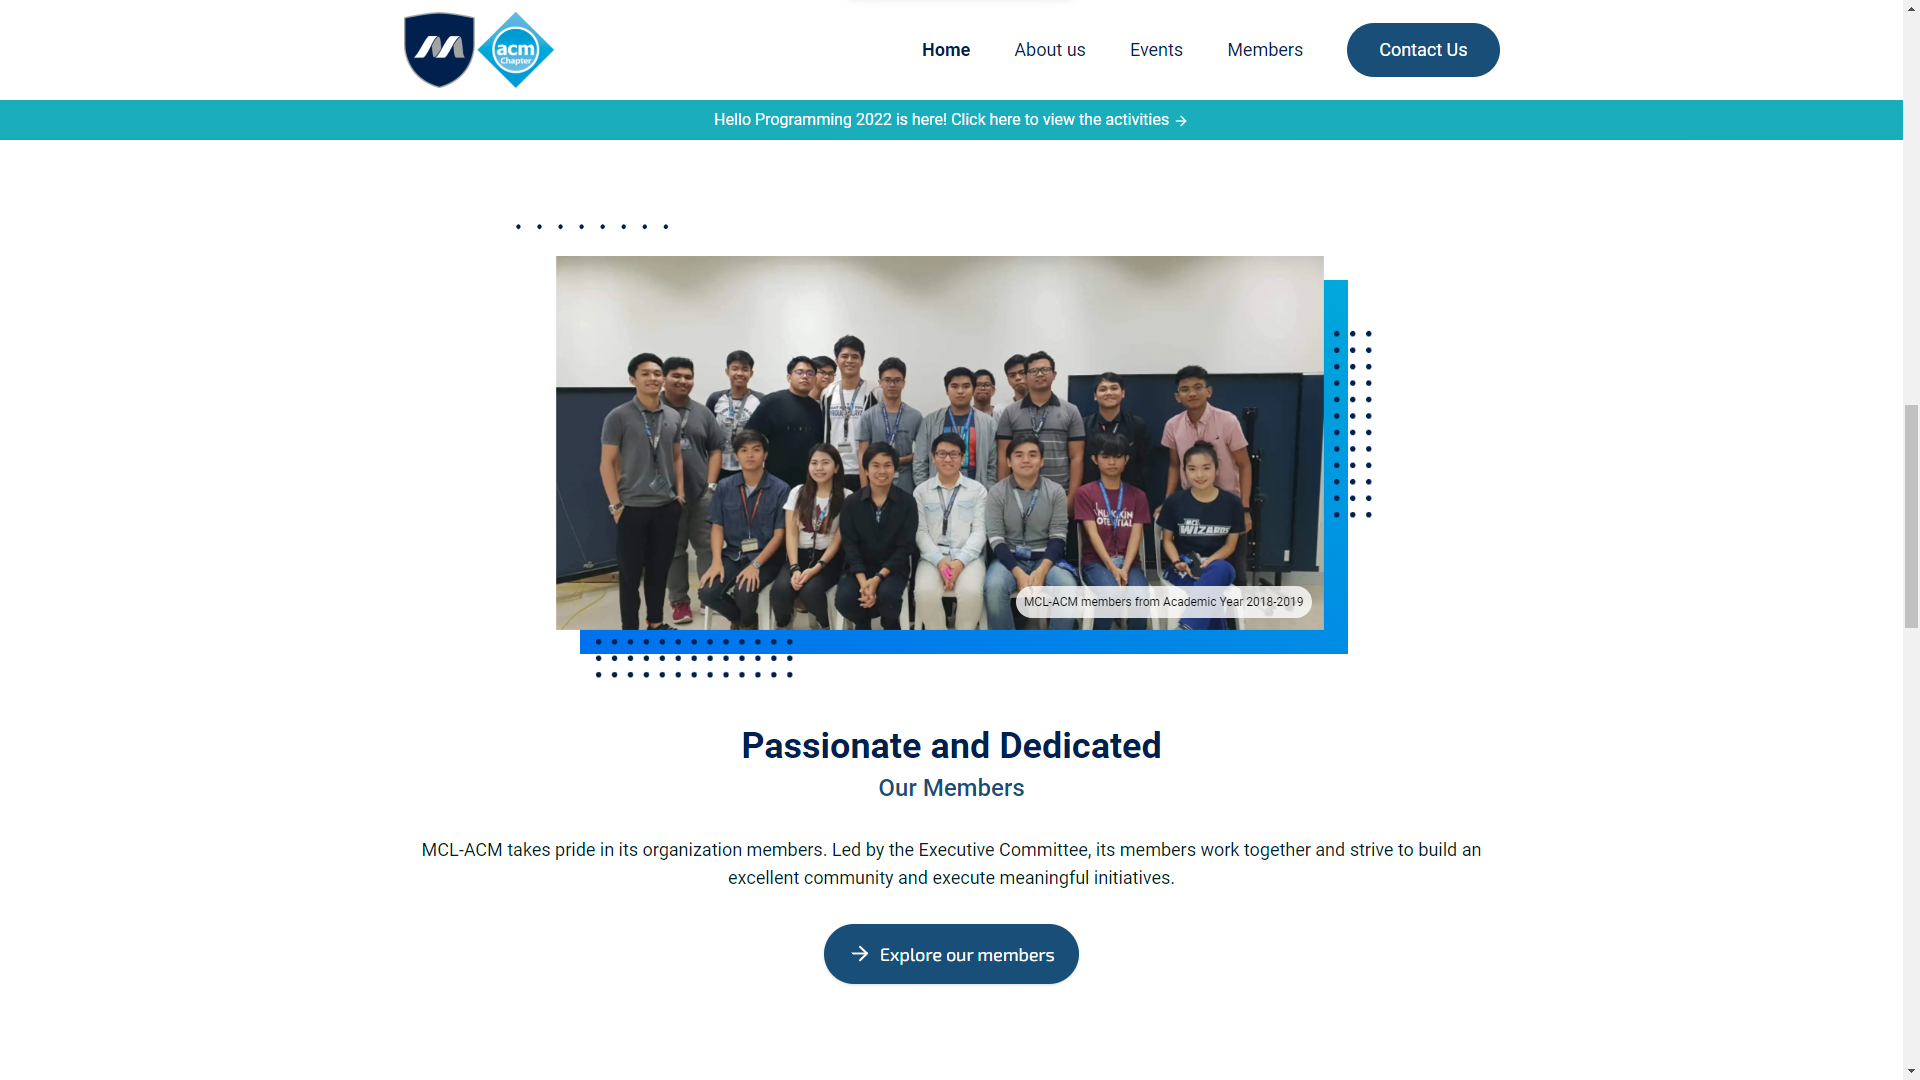 acm
Chapter
Home
About us
Events
Members
Contact Us
Hello Programming 2022 is here! Click here to view the activities →
MCL
WIZARDS
MCL-ACM members from Academic Year 2018-2019
Passionate and Dedicated
Our Members
MCL-ACM takes pride in its organization members. Led by the Executive Committee, its members work together and strive to build an
excellent community and execute meaningful initiatives.
→ Explore our members